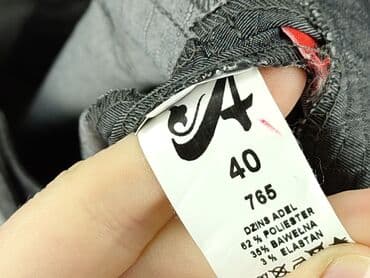 A
40
765
DZINS ADEL
62 % POLIESTER
35% BAWEŁNA
3 % ELASTAN